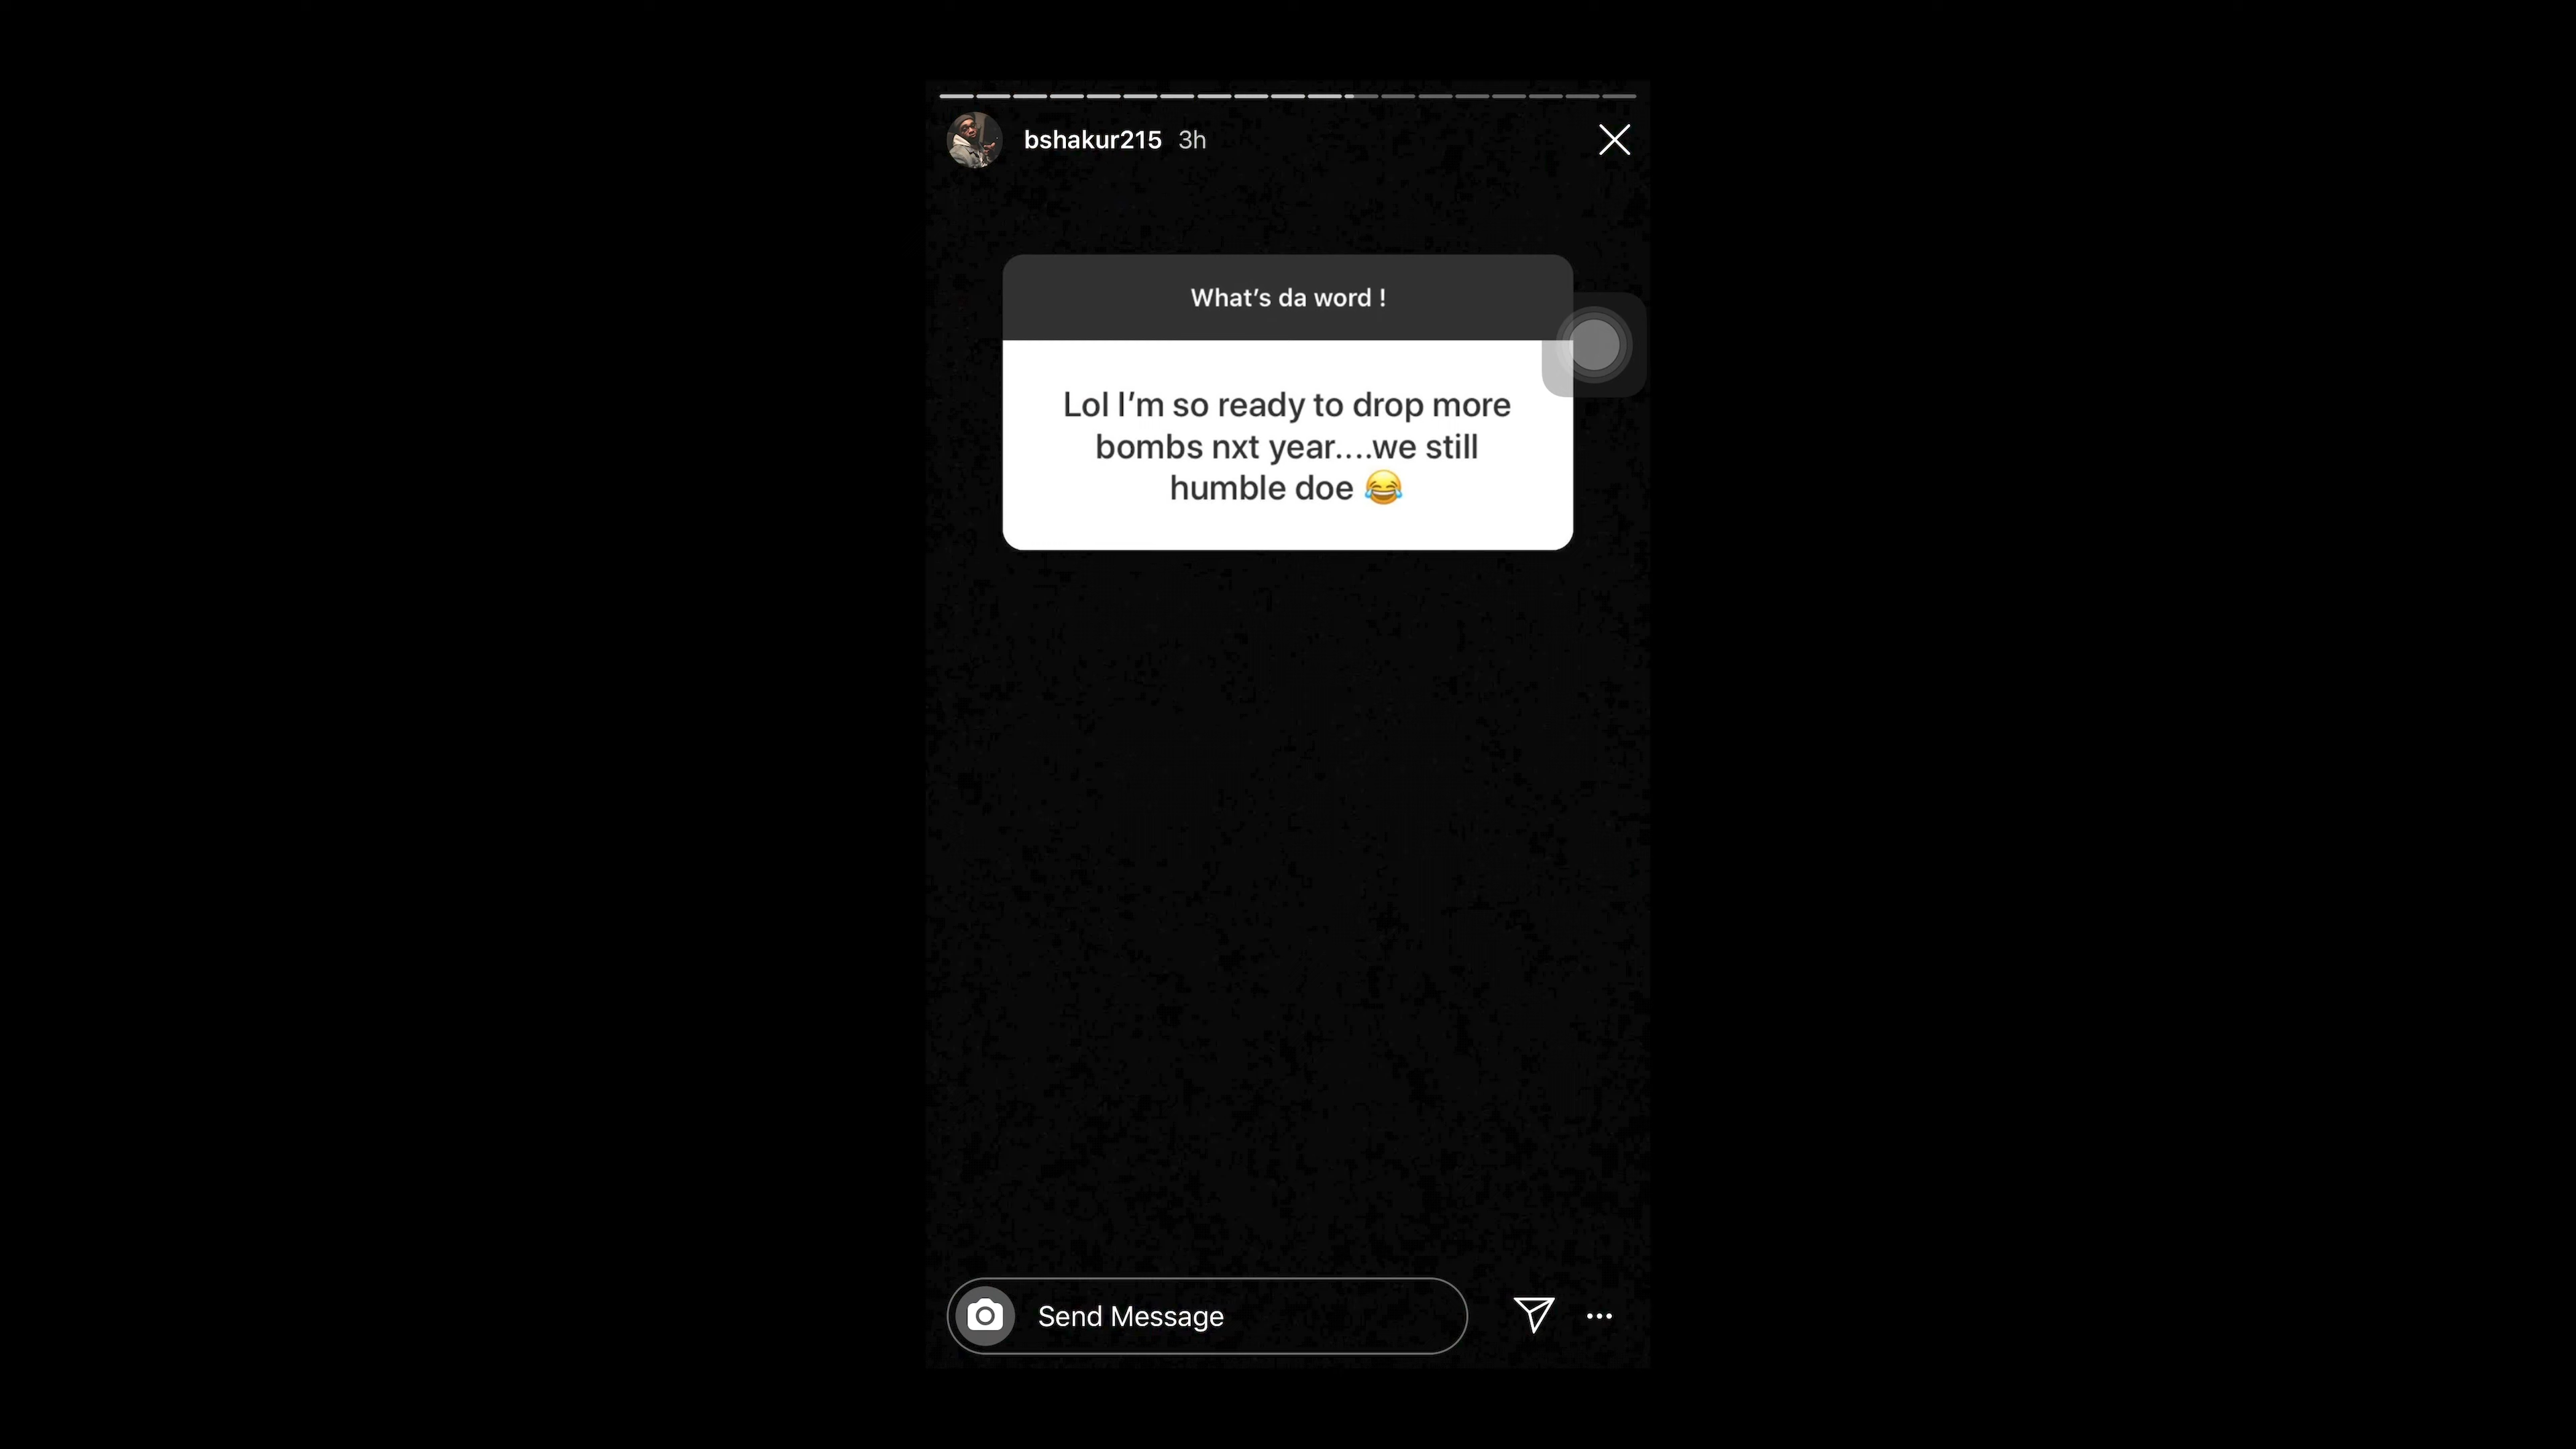 bshakur215 3h
What's da word !
Lol I'm so ready to drop more
bombs nxt year....we still
humble doe 😂
Send Message